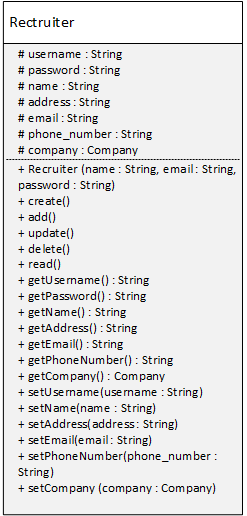 Rectruiter
# username : String
# password : String
# name : String
# address : String
# email : String
# phone_number : String
# company : Company
+ Recruiter (name : String, email : String,
password : String)
+ create()
+ add()
+ update()
+ delete()
+ read()
+ getUsername() : String
+ getPassword() : String
+ getName() : String
+ getAddress() : String
+ getEmail() : String
+ getPhoneNumber() : String
+ getCompany() : Company
+ setUsername(username : String)
+ setName(name : String)
+ setAddress(address : String)
+ setEmail(email : String)
+ setPhoneNumber(phone_number :
String)
+ setCompany (company : Company)